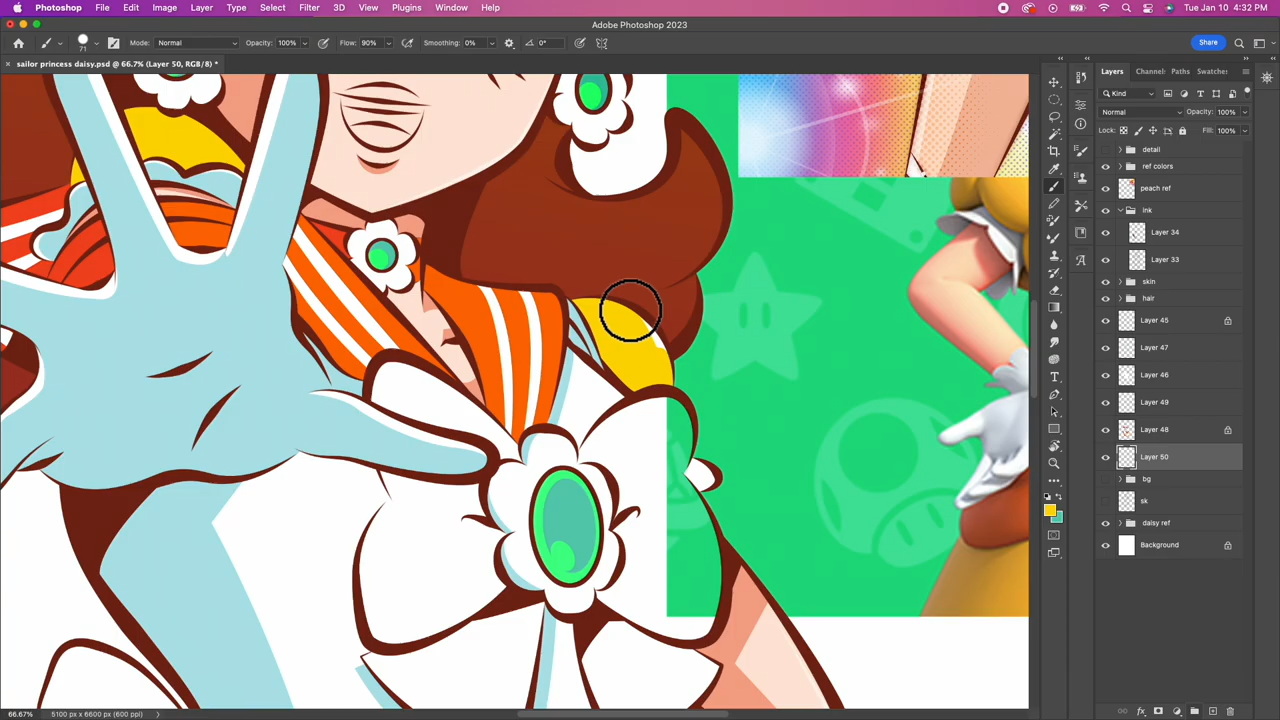 Photoshop File Edit Image Layer Type Select Filter 3D View Plugins Window Help Tue Jan 10 4:32 PM
Adobe Photoshop 2023
71 Mode: Normal Opacity: 100% Flow: 90% Smoothing: 0% 0° Share
sailor princess daisy.psd @ 66.7% (Layer 50, RGB/8) *
Layers Channel: Paths Swatche:
Kind
Normal Opacity: 100%
Lock: Fill: 100%
detail
ref colors
peach ref
ink
Layer 34
Layer 33
skin
hair
Layer 45
Layer 47
Layer 46
Layer 49
Layer 48
Layer 50
bg
sk
daisy ref
Background
66.67% 5100 px x 6600 px (600 ppi)